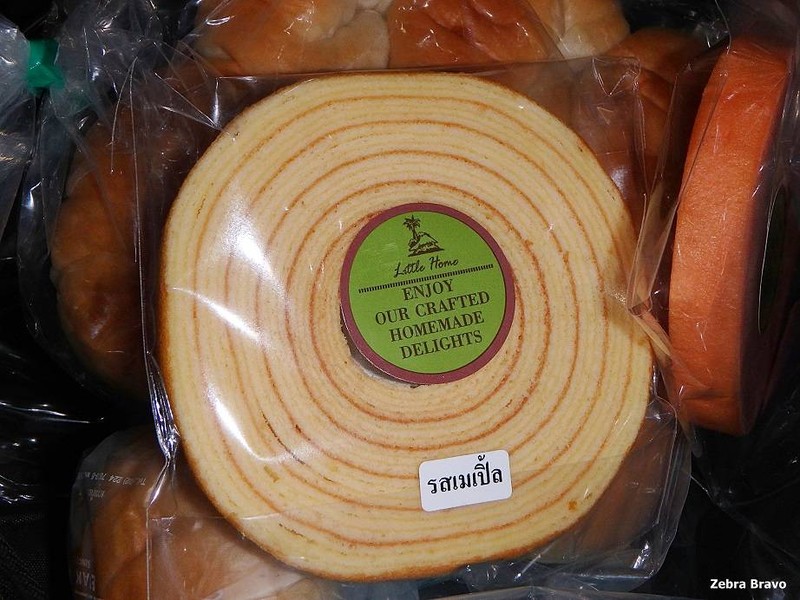 Little Home
ENJOY
OUR CRAFTED
HOMEMADE
DELIGHTS
รสเมเปิ้ล
Zebra Bravo